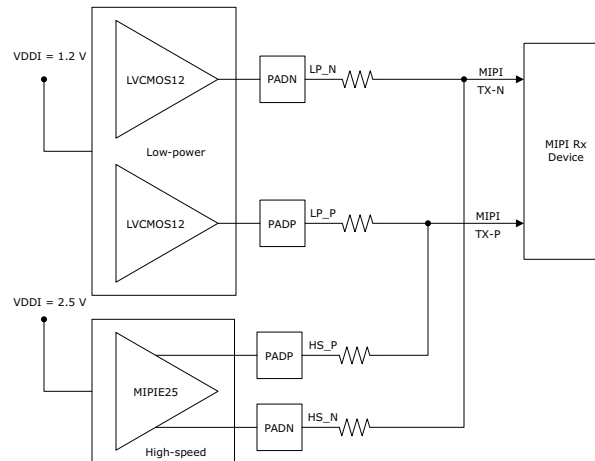 VDDI = 1.2 V
LVCMOS12
PADN
LP_N
MIPI
TX-N
MIPI Rx
Device
Low-power
LVCMOS12
PADP
LP_P
MIPI
TX-P
VDDI = 2.5 V
MIPIE25
PADP
HS_P
PADN
HS_N
High-speed